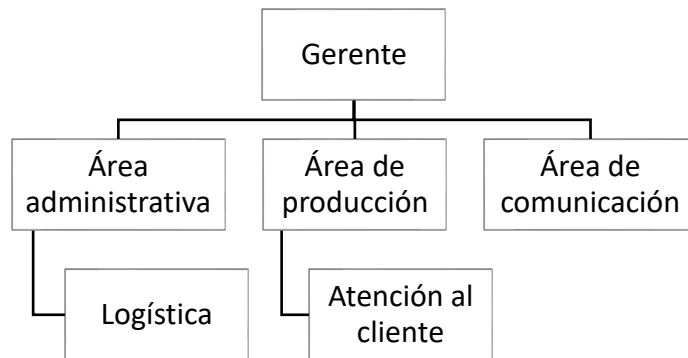 Gerente
Área
administrativa
Área de
producción
Área de
comunicación
Logística
Atención al
cliente